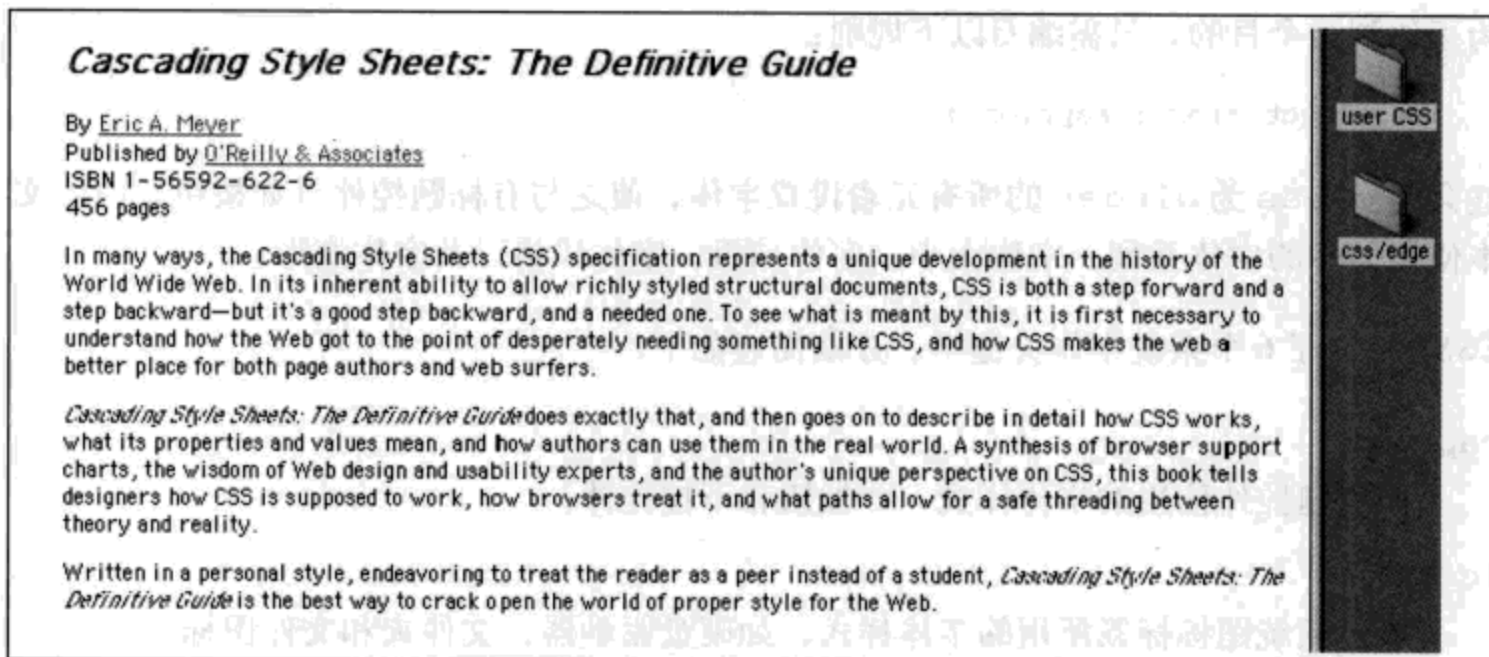 Cascading Style Sheets: The Definitive Guide
By Eric A. Meyer
Published by O'Reilly & Associates
ISBN 1-56592-622-6
456 pages
In many ways, the Cascading Style Sheets (CSS) specification represents a unique development in the history of the
World Wide Web. In its inherent ability to allow richly styled structural documents, CSS is both a step forward and a
step backward—but it's a good step backward, and a needed one. To see what is meant by this, it is first necessary to
understand how the Web got to the point of desperately needing something like CSS, and how CSS makes the web a
better place for both page authors and web surfers.
Cascading Style Sheets: The Definitive Guide does exactly that, and then goes on to describe in detail how CSS works,
what its properties and values mean, and how authors can use them in the real world. A synthesis of browser support
charts, the wisdom of Web design and usability experts, and the author's unique perspective on CSS, this book tells
designers how CSS is supposed to work, how browsers treat it, and what paths allow for a safe threading between
theory and reality.
Written in a personal style, endeavoring to treat the reader as a peer instead of a student, Cascading Style Sheets: The
Definitive Guide is the best way to crack open the world of proper style for the Web.
user CSS
css/edge